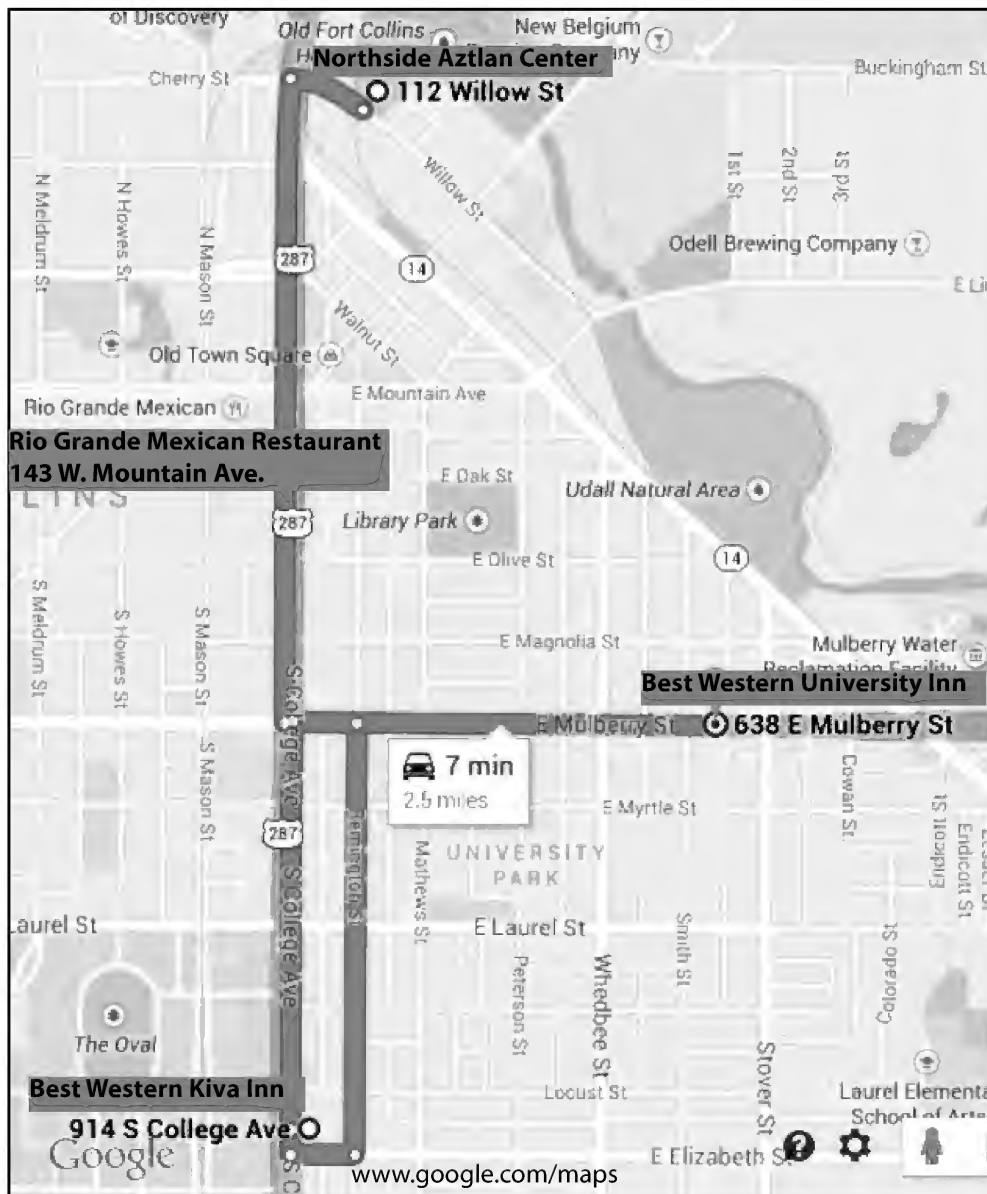 of Discovery
Old Fort Collins
New Belgium
Northside Aztlan Center
Cherry St
Buckingham St
112 Willow St
Willow St
1st St
2nd St
3rd St
N Meldrum St
N Howes St
N Mason St
287
14
Odell Brewing Company
Walnut St
Old Town Square
E Mountain Ave
Rio Grande Mexican
Rio Grande Mexican Restaurant
143 W. Mountain Ave.
E Oak St
Udall Natural Area
LINS
287
Library Park
E Olive St
14
S Meldrum St
S Howes St
S Mason St
E Magnolia St
Mulberry Water
Reclamation Facility
Best Western University Inn
S College Ave
E Mulberry St
638 E Mulberry St
S Mason St
7 min
2.5 miles
Cowan St
E Myrtle St
287
Remington St
Mathews St
UNIVERSITY
PARK
Endicott St
S College Ave
Laurel St
E Laurel St
Smith St
Colorado St
Peterson St
Whedbee St
Stover St
The Oval
Best Western Kiva Inn
Locust St
Laurel Elementa
School of Arts
914 S College Ave
Google
www.google.com/maps
E Elizabeth St